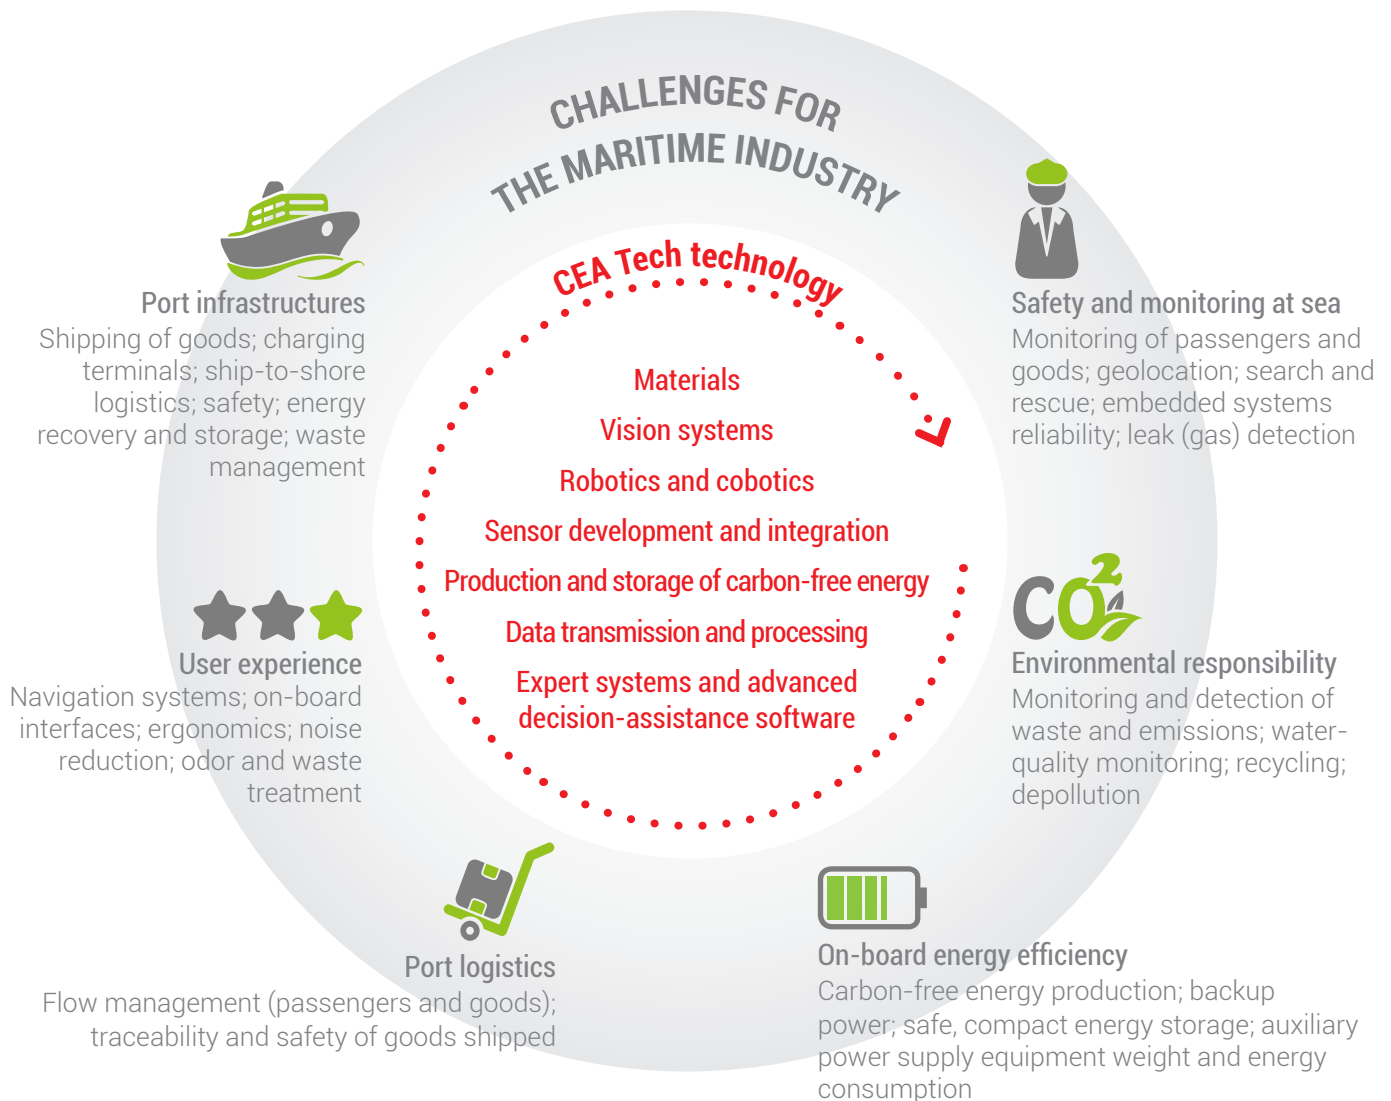 CHALLENGES FOR
THE MARITIME INDUSTRY
CEA Tech technology
Materials
Vision systems
Robotics and cobotics
Sensor development and integration
Production and storage of carbon-free energy
Data transmission and processing
Expert systems and advanced
decision-assistance software
Port infrastructures
Shipping of goods; charging
terminals; ship-to-shore
logistics; safety; energy
recovery and storage; waste
management
Safety and monitoring at sea
Monitoring of passengers and
goods; geolocation; search and
rescue; embedded systems
reliability; leak (gas) detection
User experience
Navigation systems; on-board
interfaces; ergonomics; noise
reduction; odor and waste
treatment
CO2
Environmental responsibility
Monitoring and detection of
waste and emissions; water-
quality monitoring; recycling;
depollution
Port logistics
Flow management (passengers and goods);
traceability and safety of goods shipped
On-board energy efficiency
Carbon-free energy production; backup
power; safe, compact energy storage; auxiliary
power supply equipment weight and energy
consumption